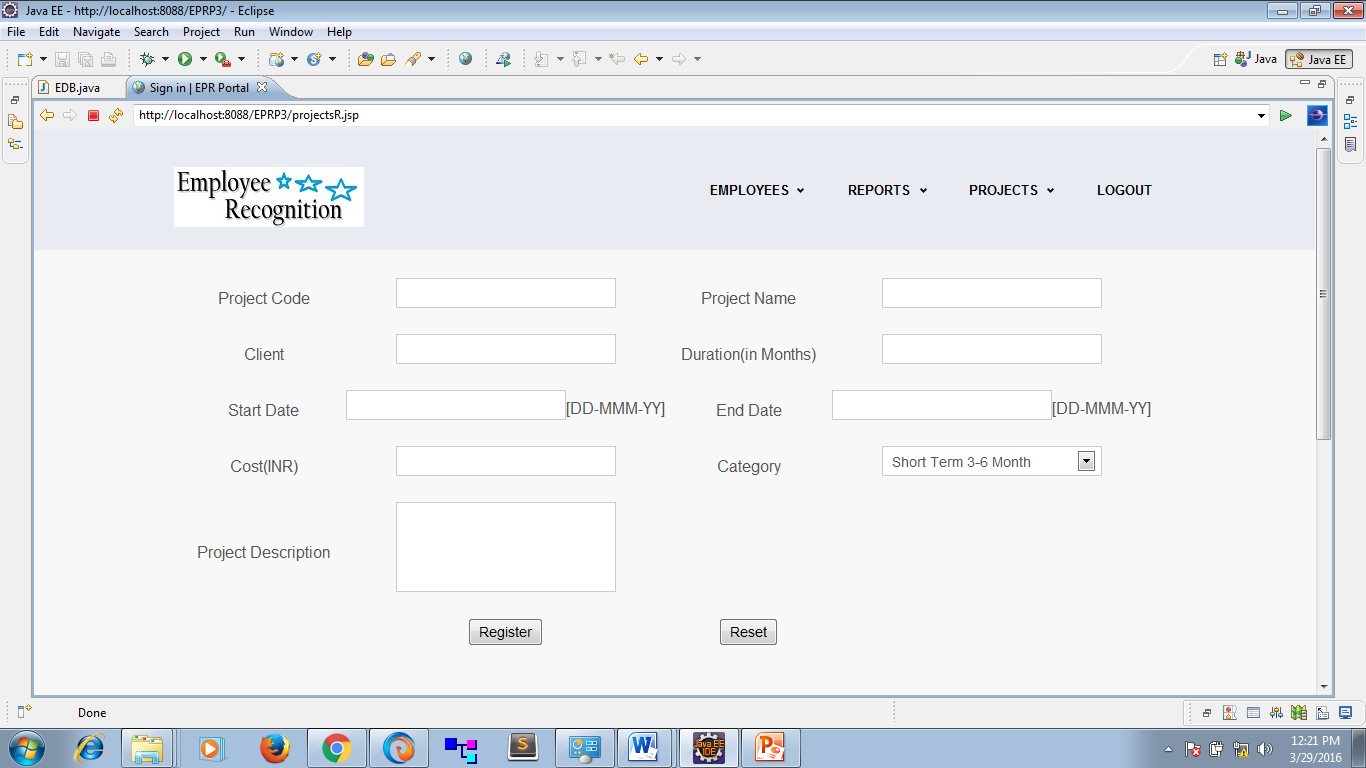 Java EE - http://localhost:8088/EPRP3/ - Eclipse
File Edit Navigate Search Project Run Window Help
Java Java EE
EDB.java Sign in | EPR Portal
http://localhost:8088/EPRP3/projectsR.jsp
Employee
Recognition
EMPLOYEES REPORTS PROJECTS LOGOUT
Project Code Project Name
Client Duration(in Months)
Start Date [DD-MMM-YY] End Date [DD-MMM-YY]
Cost(INR) Category Short Term 3-6 Month
Project Description
Register Reset
Done
Java EE
IDE
12:21 PM
3/29/2016